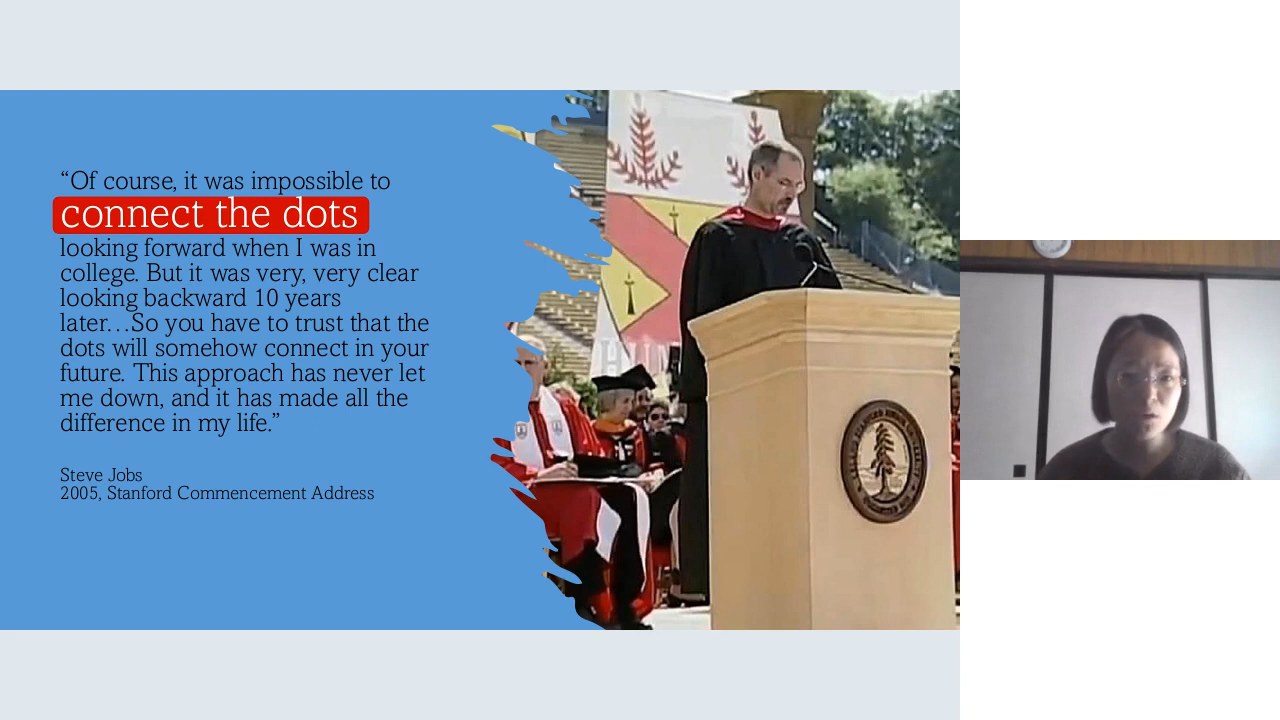 “Of course, it was impossible to
connect the dots
looking forward when I was in
college. But it was very, very clear
looking backward 10 years
later…So you have to trust that the
dots will somehow connect in your
future. This approach has never let
me down, and it has made all the
difference in my life.”
Steve Jobs
2005, Stanford Commencement Address